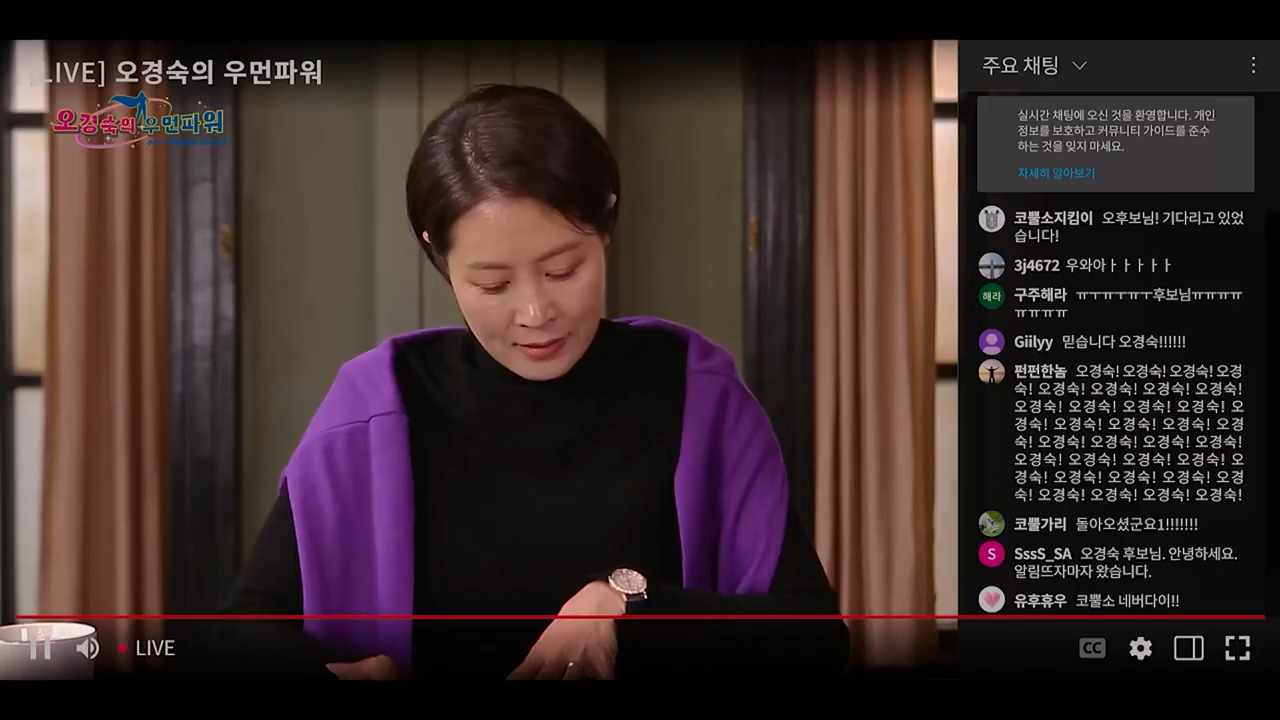 [LIVE] 오경숙의 우먼파워
오경숙의 우먼파워
주요 채팅
실시간 채팅에 오신 것을 환영합니다. 개인
정보를 보호하고 커뮤니티 가이드를 준수
하는 것을 잊지 마세요.
자세히 알아보기
코뿔소지킴이 오후보님! 기다리고 있었
습니다!
3j4672 우와아ㅏㅏㅏㅏㅏ
해라 구주해라 ㅠㅜㅠㅜㅠㅜ후보님ㅠㅠㅠㅠ
ㅠㅠㅠㅠ
Giilyy 믿습니다 오경숙!!!!!!
펀펀한놈 오경숙! 오경숙! 오경숙! 오경
숙! 오경숙! 오경숙! 오경숙! 오경숙!
오경숙! 오경숙! 오경숙! 오경숙! 오
경숙! 오경숙! 오경숙! 오경숙! 오경
숙! 오경숙! 오경숙! 오경숙! 오경숙!
오경숙! 오경숙! 오경숙! 오경숙! 오
경숙! 오경숙! 오경숙! 오경숙! 오경
숙! 오경숙! 오경숙! 오경숙! 오경숙!
코뿔가리 돌아오셨군요1!!!!!!!
S SssS_SA 오경숙 후보님. 안녕하세요.
알림뜨자마자 왔습니다.
유후휴우 코뿔소 네버다이!!
LIVE
CC